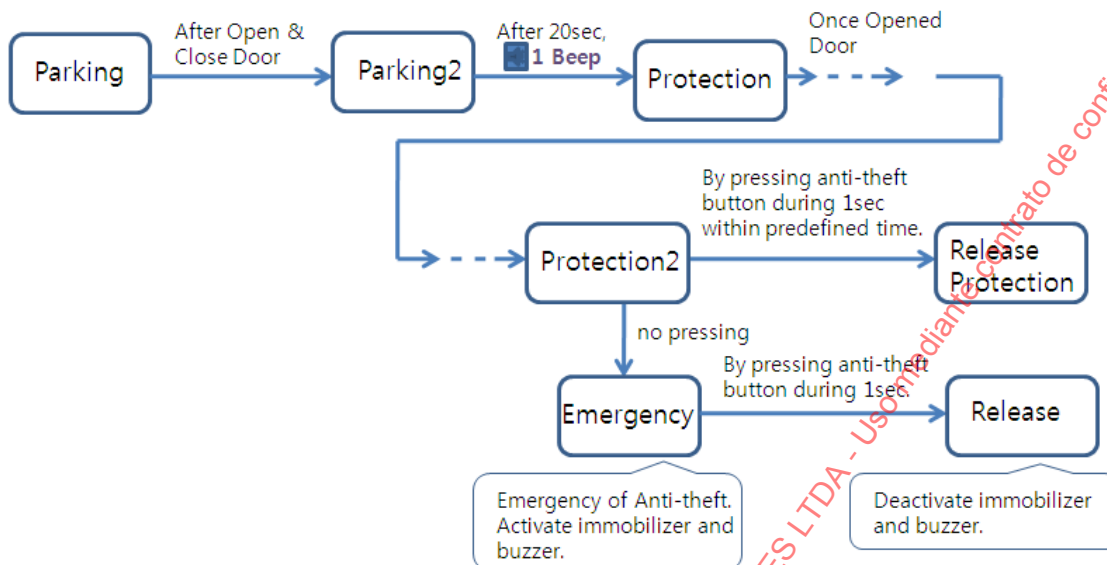 After Open &
Close Door
After 20sec,
1 Beep
Once Opened
Door
Parking
Parking2
Protection
By pressing anti-theft
button during 1sec
within predefined time.
Protection2
Release
Protection
no pressing
By pressing anti-theft
button during 1sec.
Emergency
Release
Emergency of Anti-theft.
Activate immobilizer and
buzzer.
Deactivate immobilizer
and buzzer.
ES LTDA - Uso mediante contrato de confi